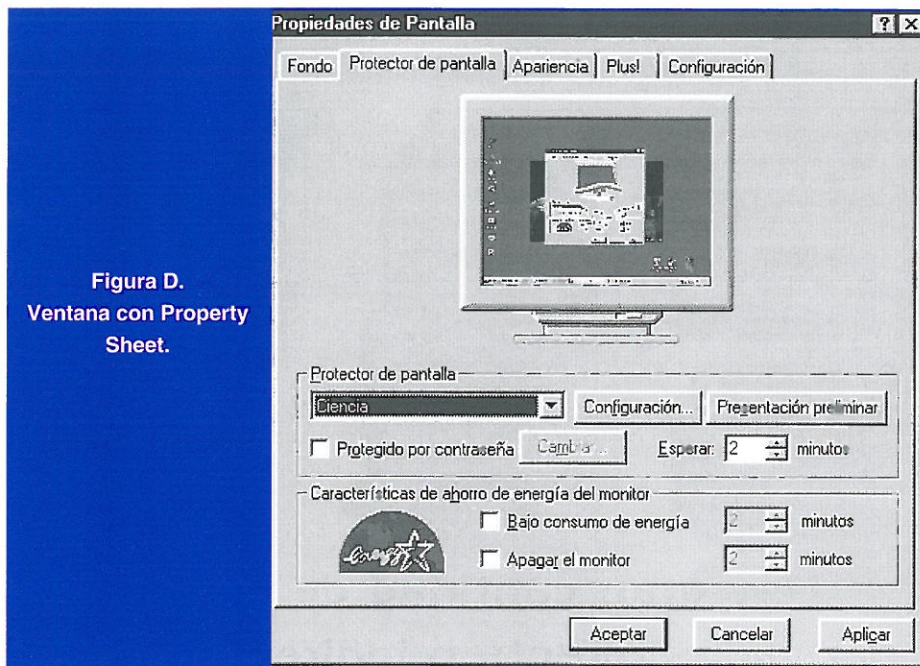 Figura D.
Ventana con Property
Sheet.
Propiedades de Pantalla
Fondo Protector de pantalla Apariencia Plus! Configuración
Protector de pantalla
Ciencia Configuración... Presentación preliminar
Protegido por contraseña Cambiar... Esperar: 2 minutos
Características de ahorro de energía del monitor
Bajo consumo de energía 2 minutos
energy
Apagar el monitor 2 minutos
Aceptar Cancelar Aplicar